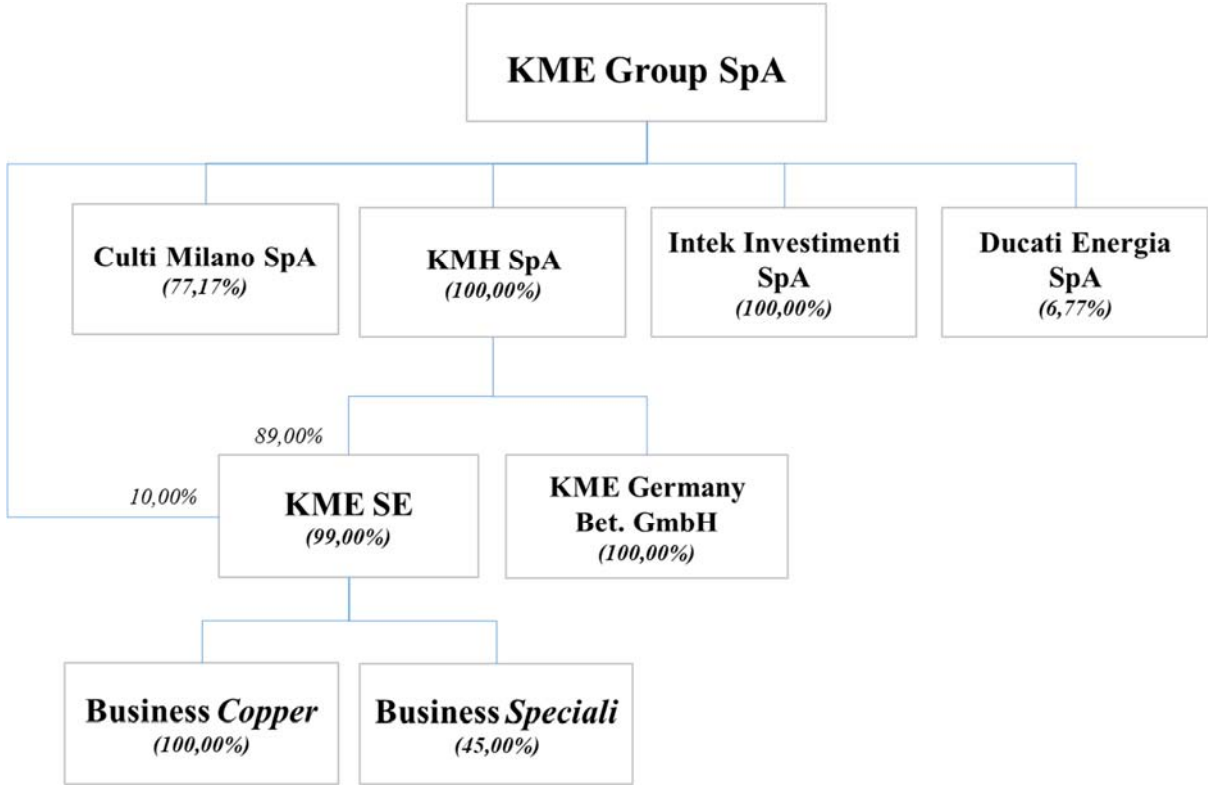 KME Group SpA
Culti Milano SpA
(77,17%)
KMH SpA
(100,00%)
Intek Investimenti
SpA
(100,00%)
Ducati Energia
SpA
(6,77%)
89,00%
10,00%
KME SE
(99,00%)
KME Germany
Bet. GmbH
(100,00%)
Business Copper
(100,00%)
Business Speciali
(45,00%)